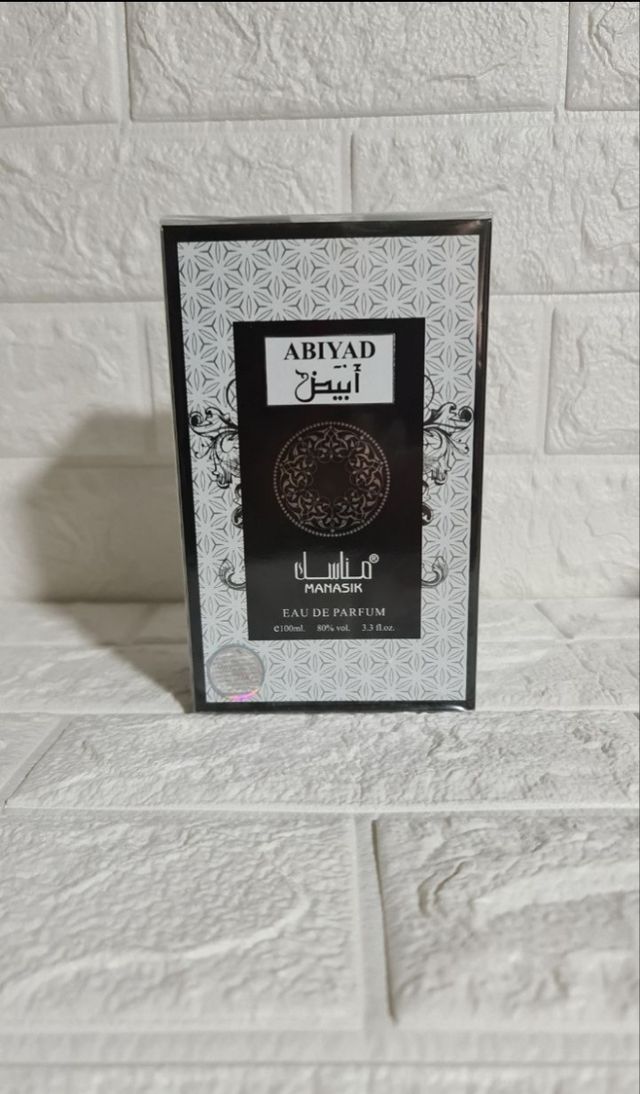 ABIYAD
أبيض
مناسك®
MANASIK
EAU DE PARFUM
e100ml. 80% vol. 3.3 fl.oz.